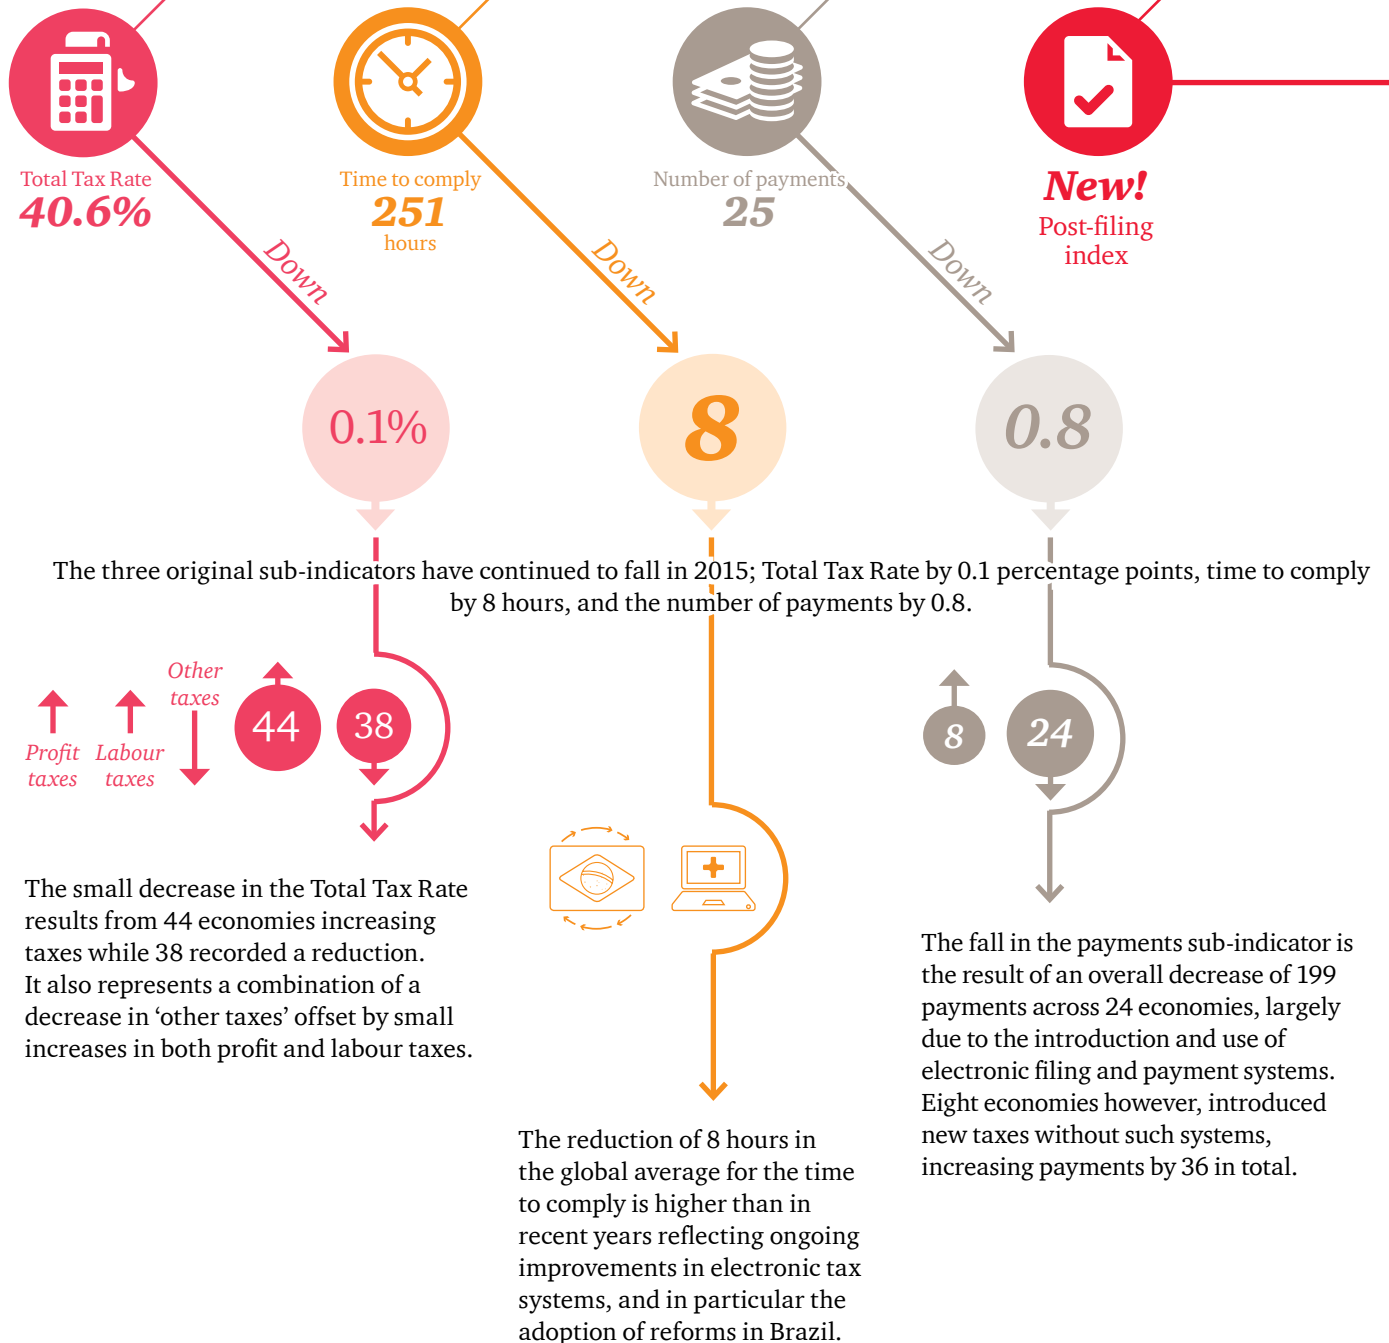 Total Tax Rate
40.6%
Time to comply
251
hours
Number of payments
25
New!
Post-filing
index
Down
Down
Down
0.1%
8
0.8
The three original sub-indicators have continued to fall in 2015; Total Tax Rate by 0.1 percentage points, time to comply
by 8 hours, and the number of payments by 0.8.
Profit
taxes
Labour
taxes
Other
taxes
44
38
8
24
The small decrease in the Total Tax Rate
results from 44 economies increasing
taxes while 38 recorded a reduction.
It also represents a combination of a
decrease in ‘other taxes’ offset by small
increases in both profit and labour taxes.
The reduction of 8 hours in
the global average for the time
to comply is higher than in
recent years reflecting ongoing
improvements in electronic tax
systems, and in particular the
adoption of reforms in Brazil.
The fall in the payments sub-indicator is
the result of an overall decrease of 199
payments across 24 economies, largely
due to the introduction and use of
electronic filing and payment systems.
Eight economies however, introduced
new taxes without such systems,
increasing payments by 36 in total.